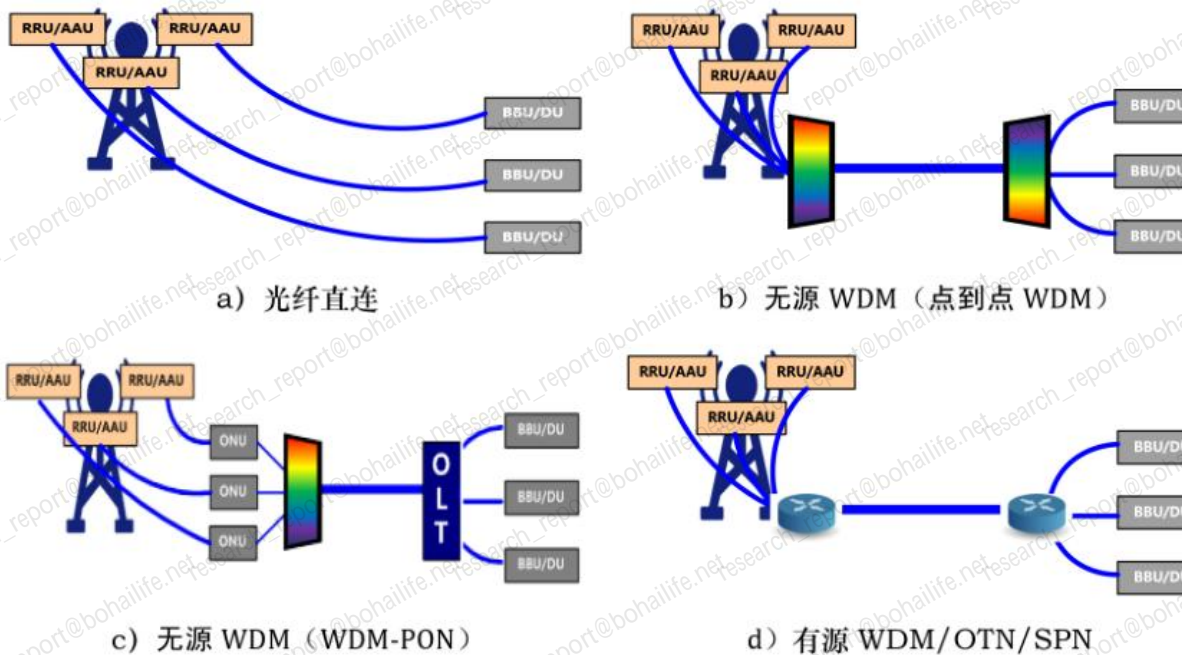 RRU/AAU RRU/AAU
RRU/AAU
BBU/DU
BBU/DU
BBU/DU
a) 光纤直连
RRU/AAU RRU/AAU
RRU/AAU
BBU/DU
BBU/DU
BBU/DU
b) 无源 WDM(点到点 WDM)
RRU/AAU RRU/AAU
RRU/AAU
ONU
ONU
ONU
OLT
BBU/DU
BBU/DU
BBU/DU
c) 无源 WDM(WDM-PON)
RRU/AAU RRU/AAU
RRU/AAU
BBU/DU
BBU/DU
BBU/DU
d) 有源 WDM/OTN/SPN
research_report@bohailife.net